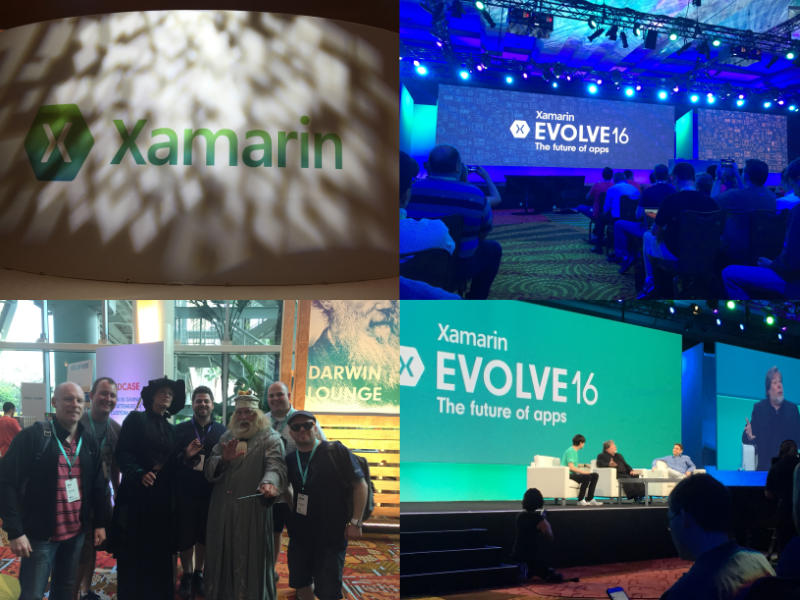 Xamarin
Xamarin
EVOLVE16
The future of apps
DARWIN
LOUNGE
Xamarin
EVOLVE16
The future of apps